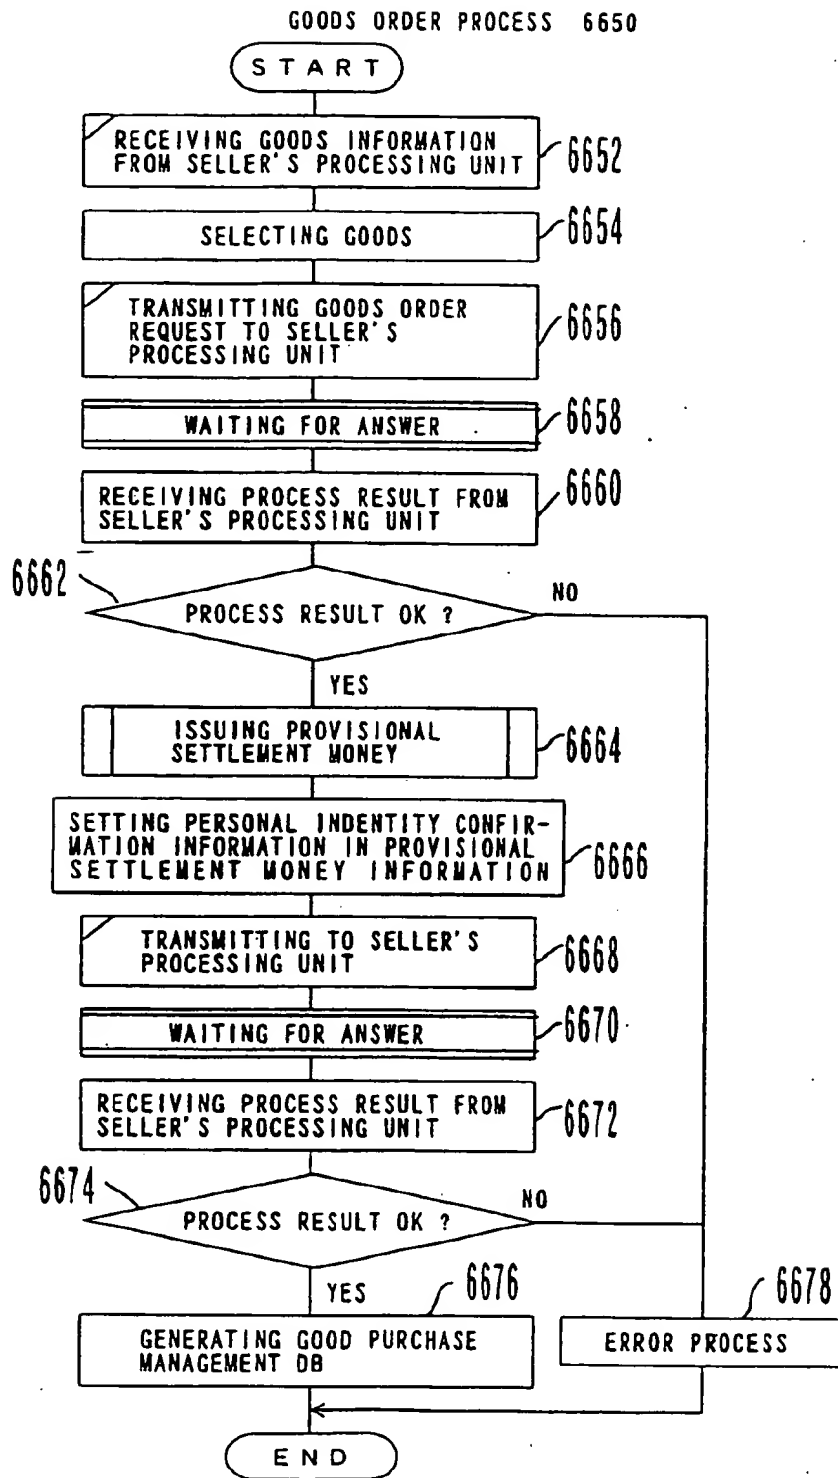 GOODS ORDER PROCESS 6650
START
RECEIVING GOODS INFORMATION
FROM SELLER'S PROCESSING UNIT
6652
SELECTING GOODS
6654
TRANSMITTING GOODS ORDER
REQUEST TO SELLER'S
PROCESSING UNIT
6656
WAITING FOR ANSWER
6658
RECEIVING PROCESS RESULT FROM
SELLER'S PROCESSING UNIT
6660
6662
PROCESS RESULT OK ?
NO
YES
ISSUING PROVISIONAL
SETTLEMENT MONEY
6664
SETTING PERSONAL INDENTITY CONFIR-
MATION INFORMATION IN PROVISIONAL
SETTLEMENT MONEY INFORMATION
6666
TRANSMITTING TO SELLER'S
PROCESSING UNIT
6668
WAITING FOR ANSWER
6670
RECEIVING PROCESS RESULT FROM
SELLER'S PROCESSING UNIT
6672
6674
PROCESS RESULT OK ?
NO
YES
6676
GENERATING GOOD PURCHASE
MANAGEMENT DB
6678
ERROR PROCESS
END